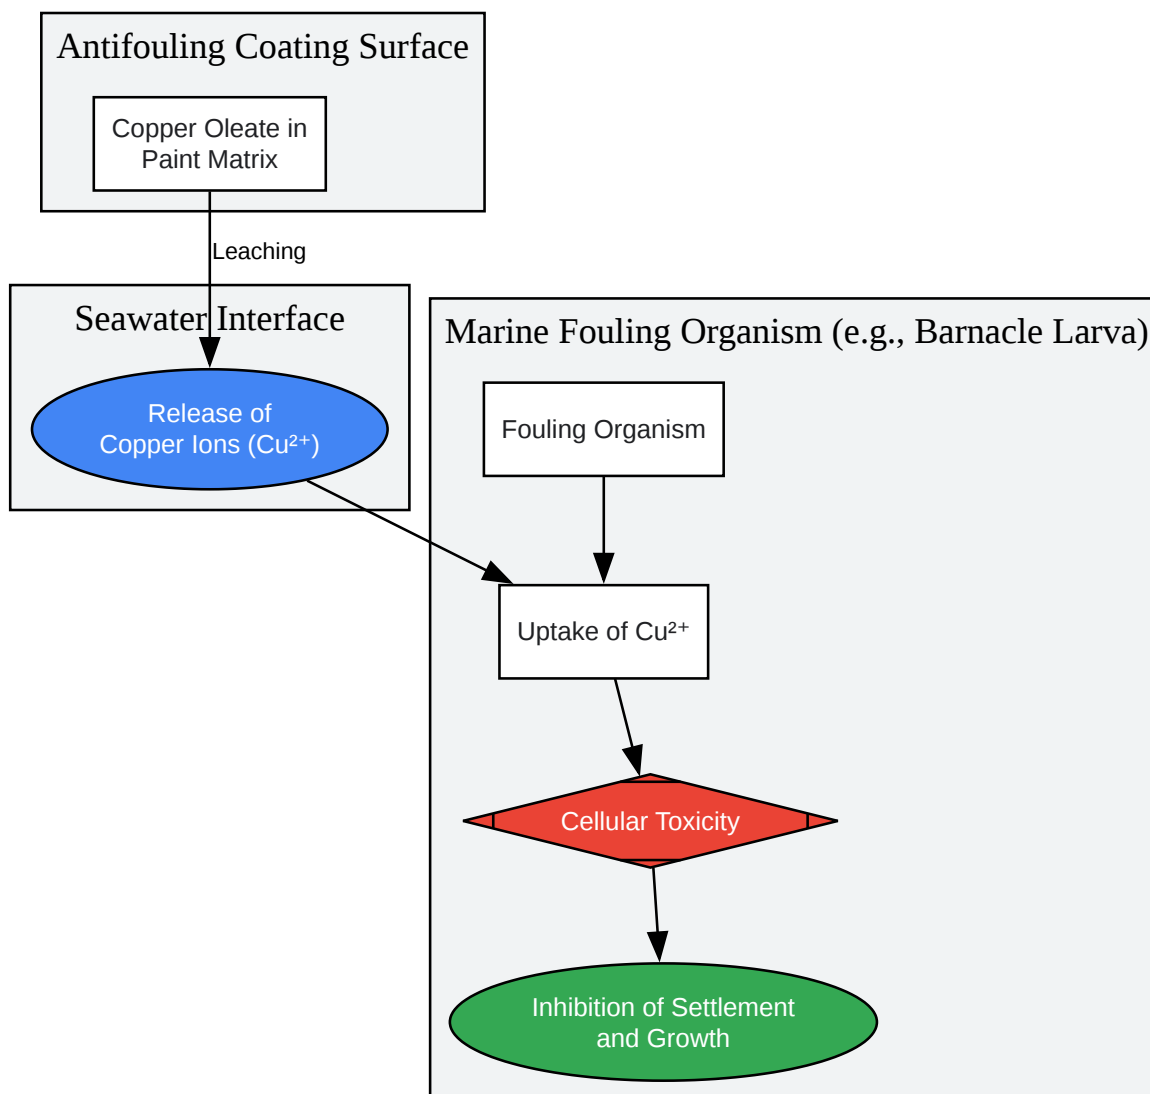 Antifouling Coating Surface
Copper Oleate in
Paint Matrix
Leaching
Seawater Interface
Release of
Copper Ions (Cu²⁺)
Marine Fouling Organism (e.g., Barnacle Larva)
Fouling Organism
Uptake of Cu²⁺
Cellular Toxicity
Inhibition of Settlement
and Growth